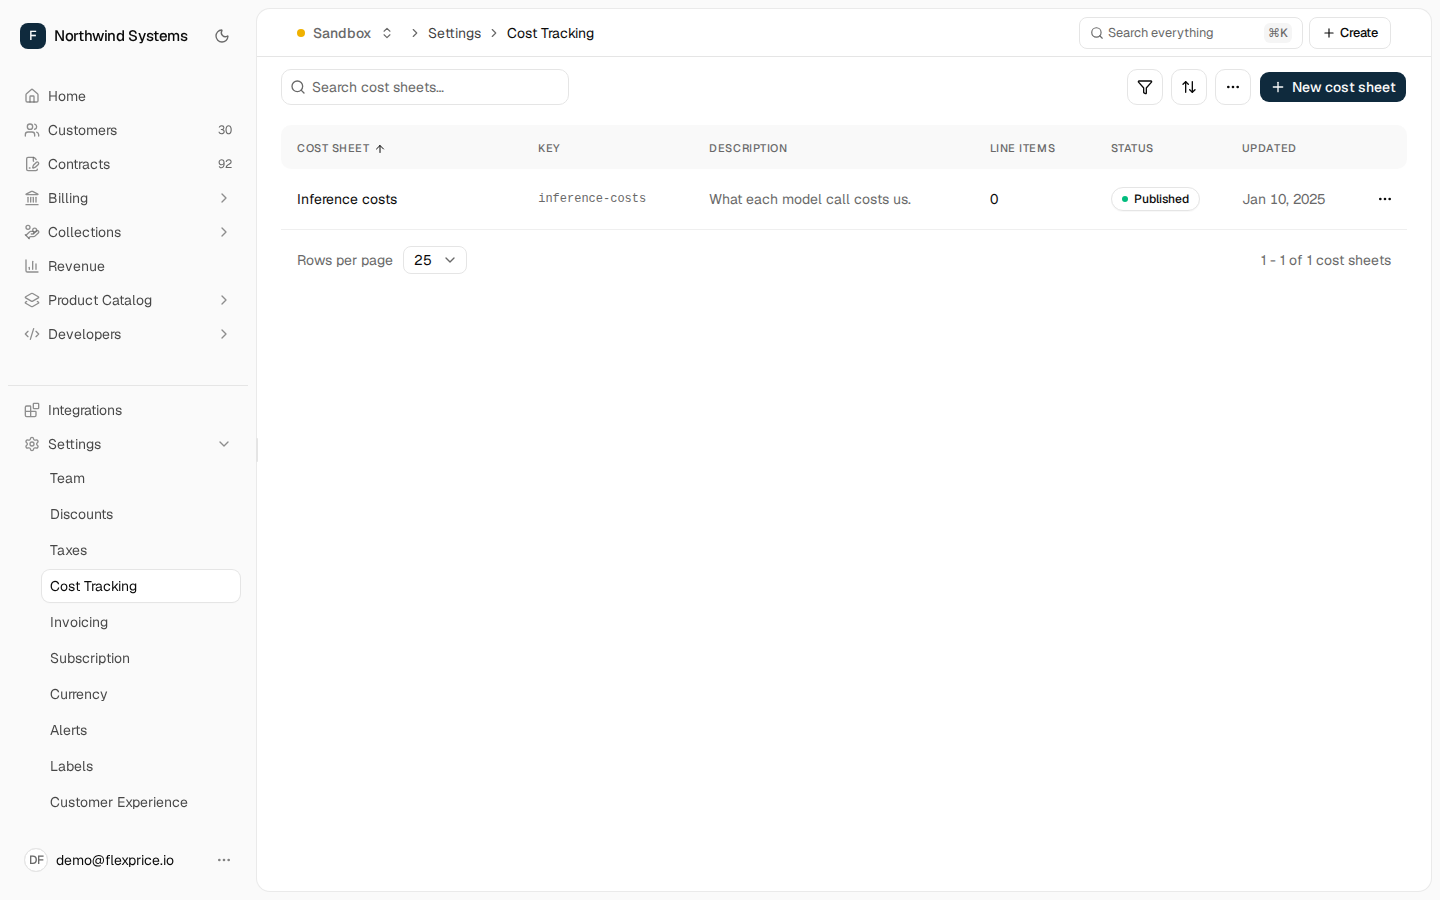 F Northwind Systems
Home
Customers 30
Contracts 92
Billing
Collections
Revenue
Product Catalog
Developers
Integrations
Settings
Team
Discounts
Taxes
Cost Tracking
Invoicing
Subscription
Currency
Alerts
Labels
Customer Experience
DF demo@flexprice.io
Sandbox Settings Cost Tracking
Search everything ⌘K
Create
Search cost sheets...
New cost sheet
COST SHEET KEY DESCRIPTION LINE ITEMS STATUS UPDATED
Inference costs inference-costs What each model call costs us. 0 Published Jan 10, 2025
Rows per page 25
1 - 1 of 1 cost sheets